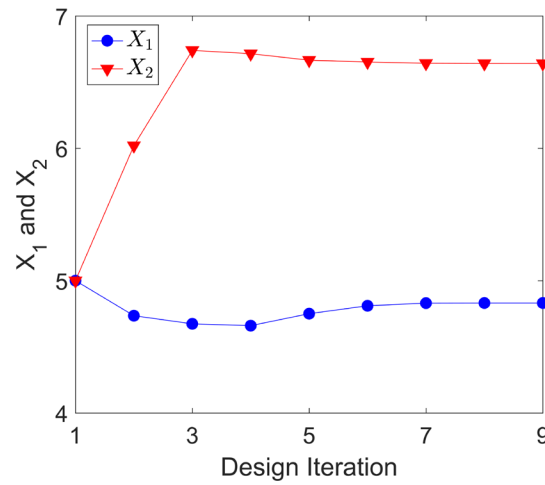 7
6
5
4
X₁ and X₂
X₁
X₂
1 3 5 7 9
Design Iteration